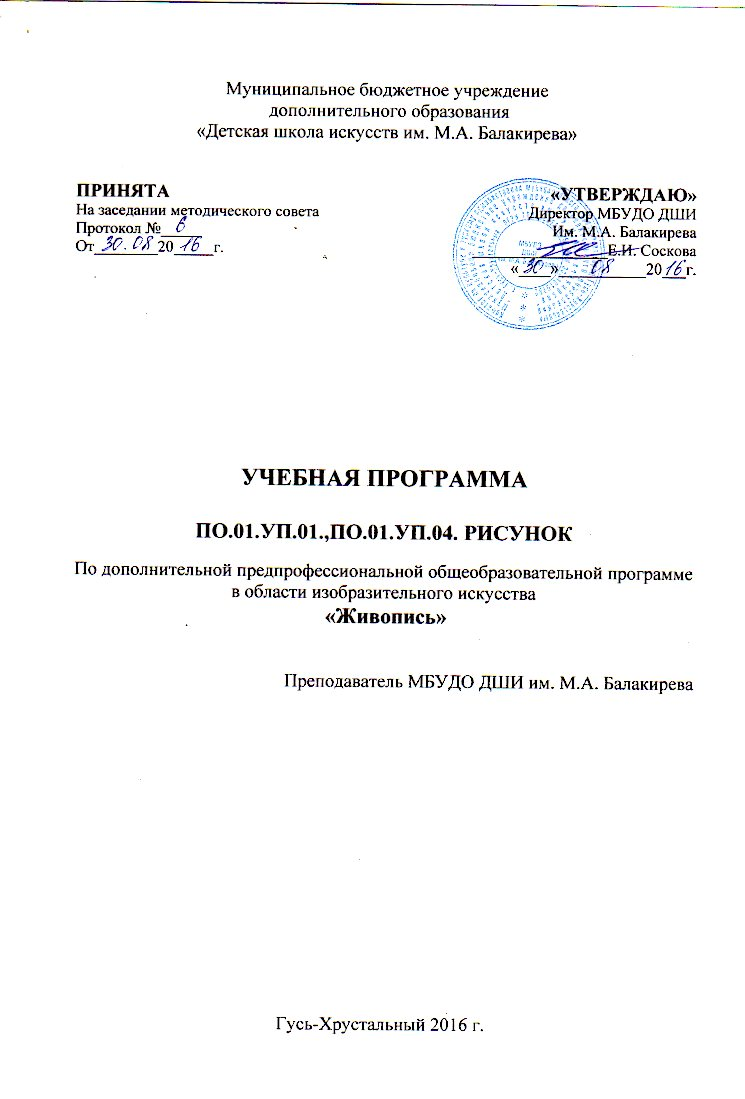 Муниципальное бюджетное учреждение
дополнительного образования
«Детская школа искусств им. М.А. Балакирева»
ПРИНЯТА
На заседании методического совета
Протокол № 6
От 30.08 20 16 г.
«УТВЕРЖДАЮ»
Директор МБУДО ДШИ
Им. М.А. Балакирева
Е.И. Соскова
« 30 » 08 20 16 г.
МБУДО
УЧЕБНАЯ ПРОГРАММА
ПО.01.УП.01.,ПО.01.УП.04. РИСУНОК
По дополнительной предпрофессиональной общеобразовательной программе
в области изобразительного искусства
«Живопись»
Преподаватель МБУДО ДШИ им. М.А. Балакирева
Гусь-Хрустальный 2016 г.